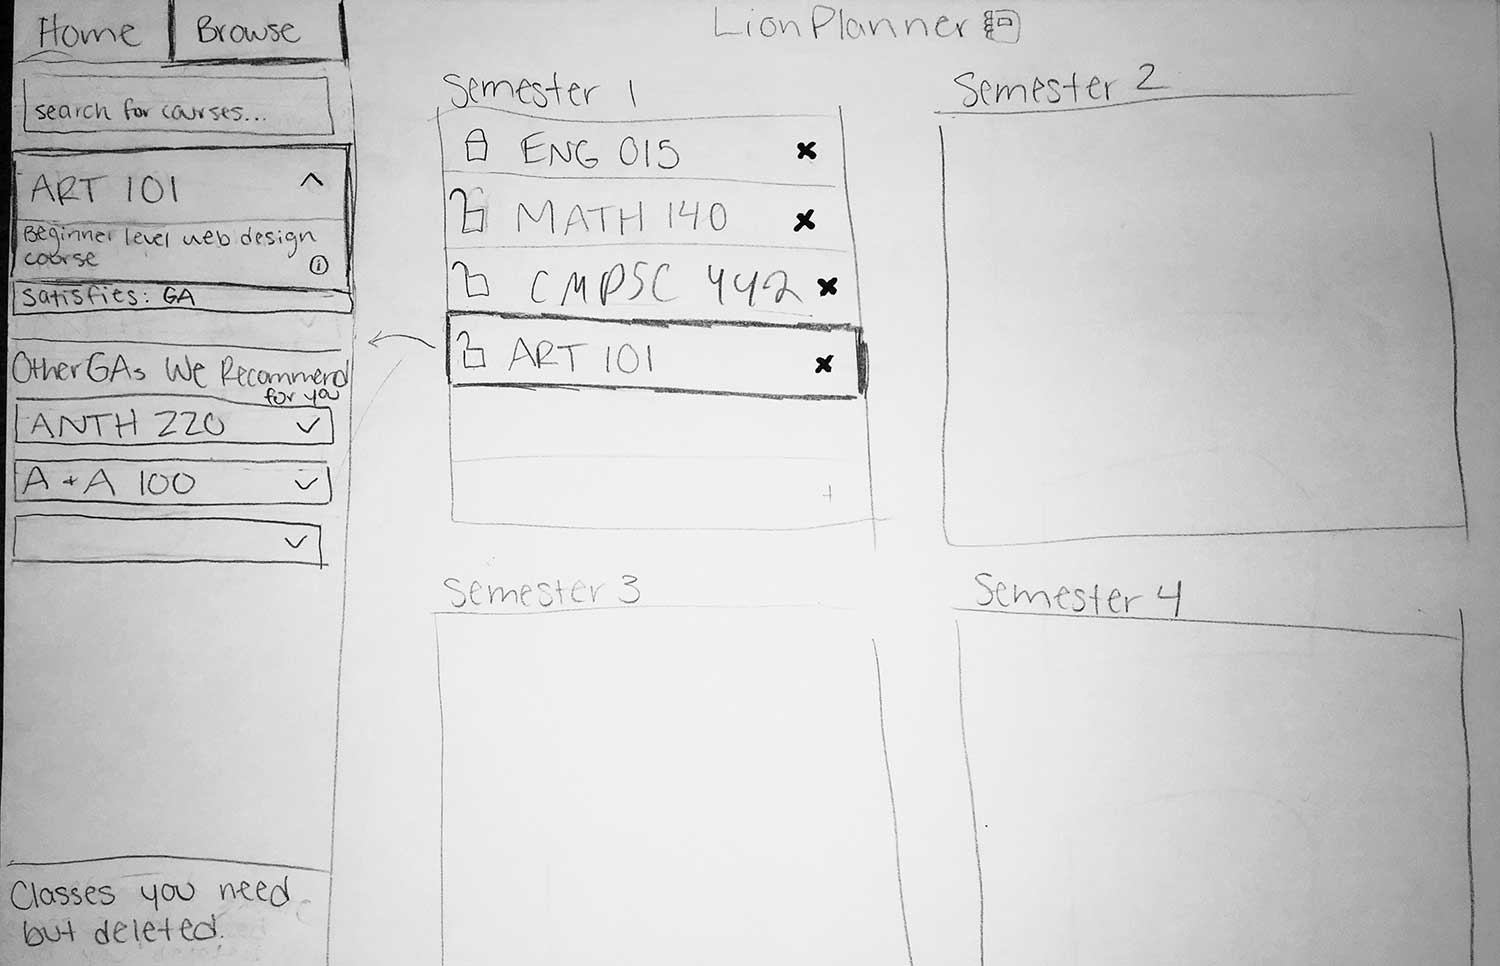 Home
Browse
LionPlanner
search for courses...
ART 101
Beginner level web design
course
i
Satisfies: GA
Other GAs We Recommend
for you
ANTH 220
A + A 100
Classes you need
but deleted.
Semester 1
ENG 015
MATH 140
CMPSC 442
ART 101
+
Semester 2
Semester 3
Semester 4